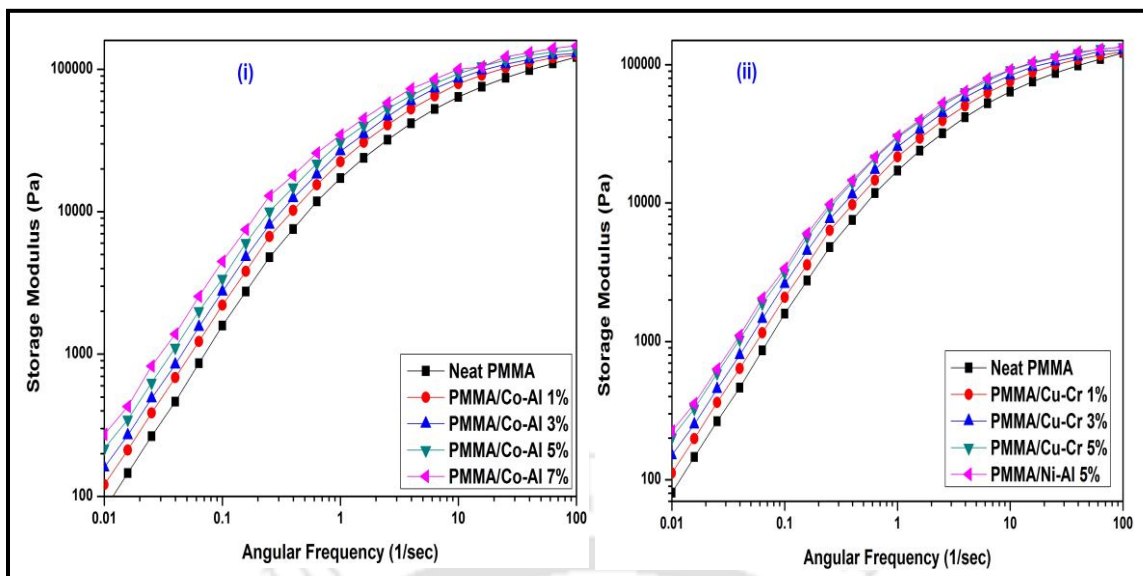 (i)
Storage Modulus (Pa)
100000
10000
1000
100
Neat PMMA
PMMA/Co-Al 1%
PMMA/Co-Al 3%
PMMA/Co-Al 5%
PMMA/Co-Al 7%
0.01 0.1 1 10 100
Angular Frequency (1/sec)
(ii)
Storage Modulus (Pa)
100000
10000
1000
100
Neat PMMA
PMMA/Cu-Cr 1%
PMMA/Cu-Cr 3%
PMMA/Cu-Cr 5%
PMMA/Ni-Al 5%
0.01 0.1 1 10 100
Angular Frequency (1/sec)